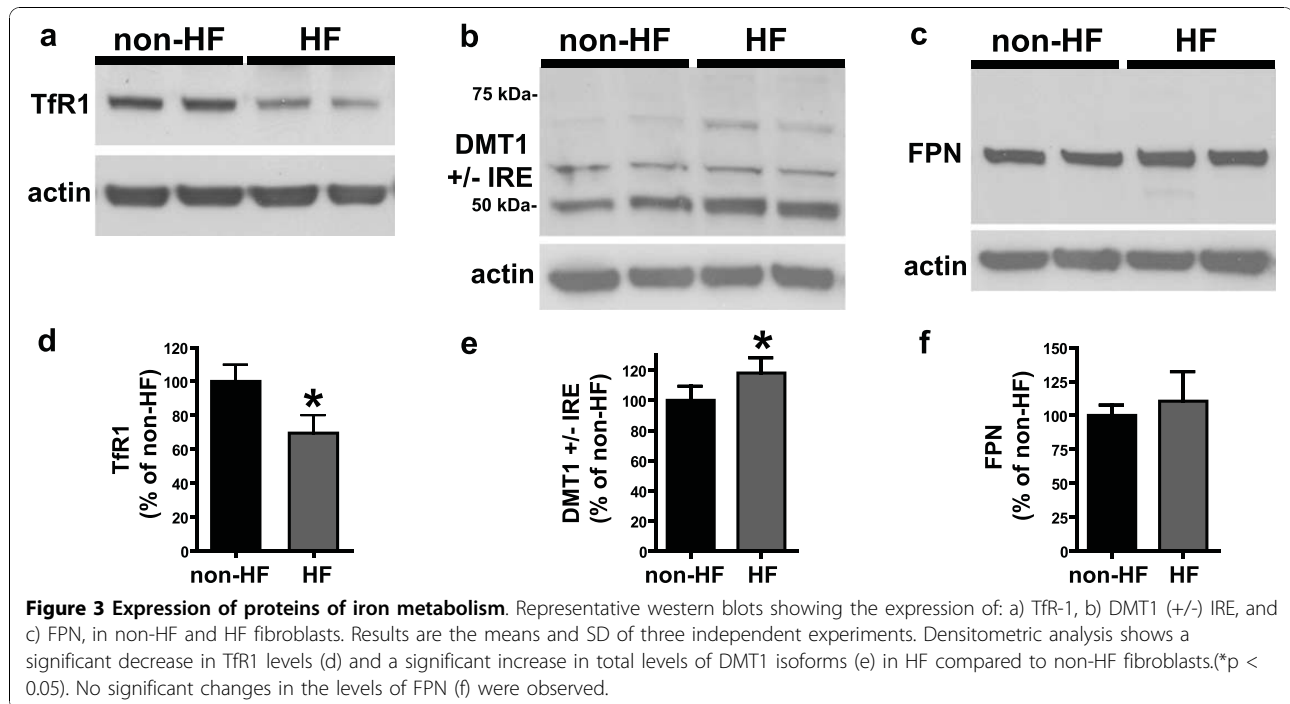 a
non-HF HF
TfR1
actin
b
non-HF HF
75 kDa-
DMT1
+/- IRE
50 kDa-
actin
c
non-HF HF
FPN
actin
d
TfR1
(% of non-HF)
120
100
80
60
40
20
0
*
non-HF HF
e
DMT1 +/- IRE
(% of non-HF)
120
100
80
60
40
20
0
*
non-HF HF
f
FPN
(% of non-HF)
150
125
100
75
50
25
0
non-HF HF
Figure 3 Expression of proteins of iron metabolism. Representative western blots showing the expression of: a) TfR-1, b) DMT1 (+/-) IRE, and
c) FPN, in non-HF and HF fibroblasts. Results are the means and SD of three independent experiments. Densitometric analysis shows a
significant decrease in TfR1 levels (d) and a significant increase in total levels of DMT1 isoforms (e) in HF compared to non-HF fibroblasts.(*p <
0.05). No significant changes in the levels of FPN (f) were observed.